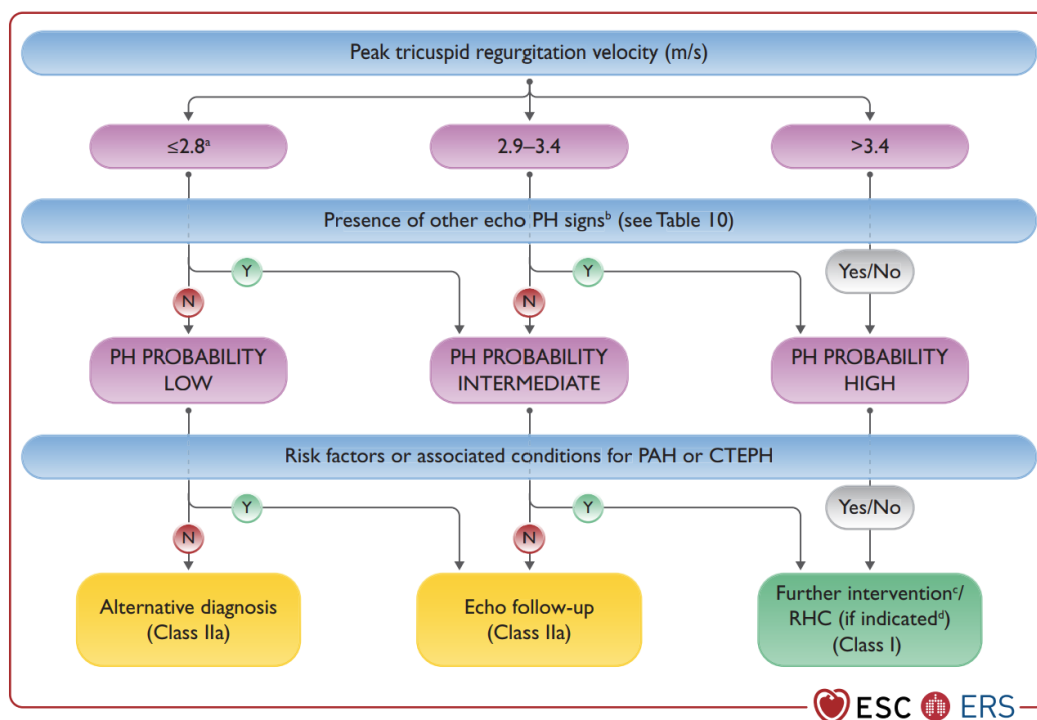 Peak tricuspid regurgitation velocity (m/s)
≤2.8ᵃ
2.9–3.4
>3.4
Presence of other echo PH signsᵇ (see Table 10)
Y
Y
Yes/No
N
N
PH PROBABILITY
LOW
PH PROBABILITY
INTERMEDIATE
PH PROBABILITY
HIGH
Risk factors or associated conditions for PAH or CTEPH
Y
Y
Yes/No
N
N
Alternative diagnosis
(Class IIa)
Echo follow-up
(Class IIa)
Further interventionᶜ/
RHC (if indicatedᵈ)
(Class I)
ESC ERS